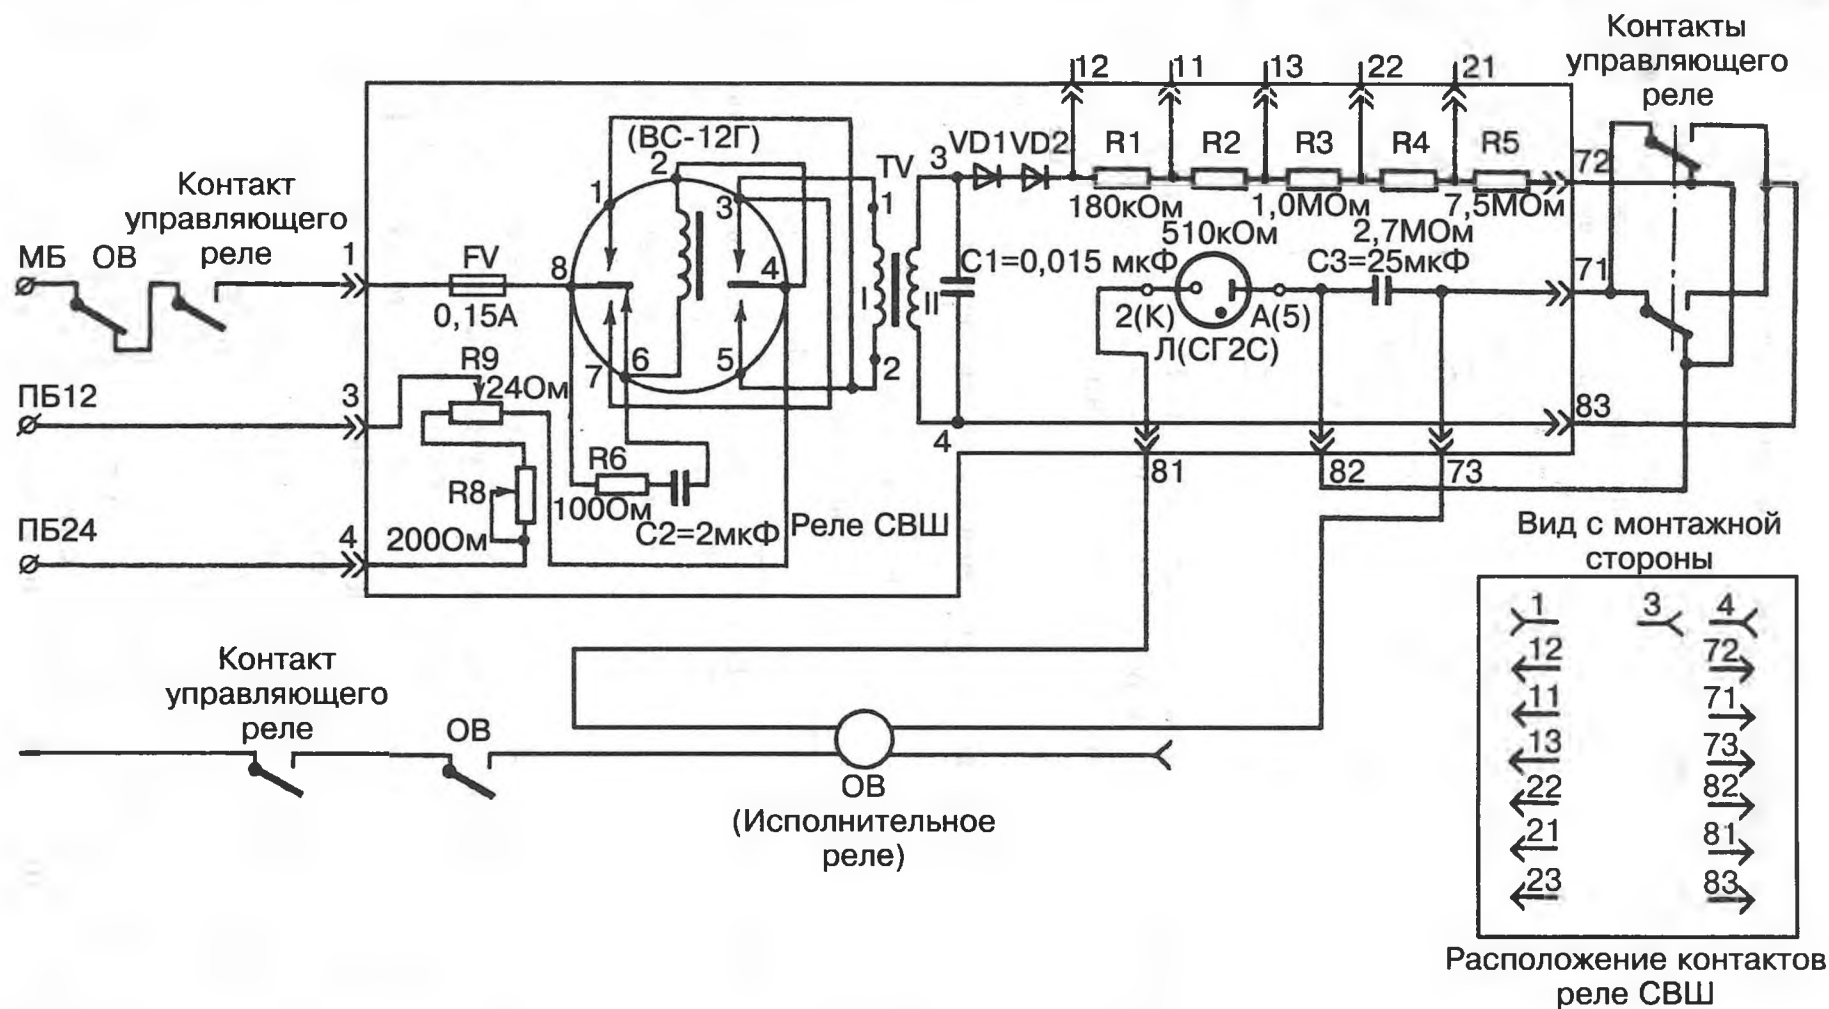 Контакты
управляющего
реле
12 11 13 22 21
(ВС-12Г)
VD1 VD2 R1 R2 R3 R4 R5
72
TV 3
180кОм 1,0МОм 7,5МОм
510кОм 2,7МОм
Контакт
управляющего
реле
МБ ОВ
1
FV
0,15А
8 1 2 3 4 5 6 7
1 2
I II
С1=0,015 мкФ
С3=25мкФ
71
2(К) А(5)
Л(СГ2С)
R9
24Ом
ПБ12
3
83
4
R6
100Ом
R8
200Ом
С2=2мкФ
Реле СВШ
81 82 73
ПБ24
4
Вид с монтажной
стороны
1 3 4
12 72
11 71
13 73
22 82
21 81
23 83
Расположение контактов
реле СВШ
Контакт
управляющего
реле
ОВ
ОВ
(Исполнительное
реле)